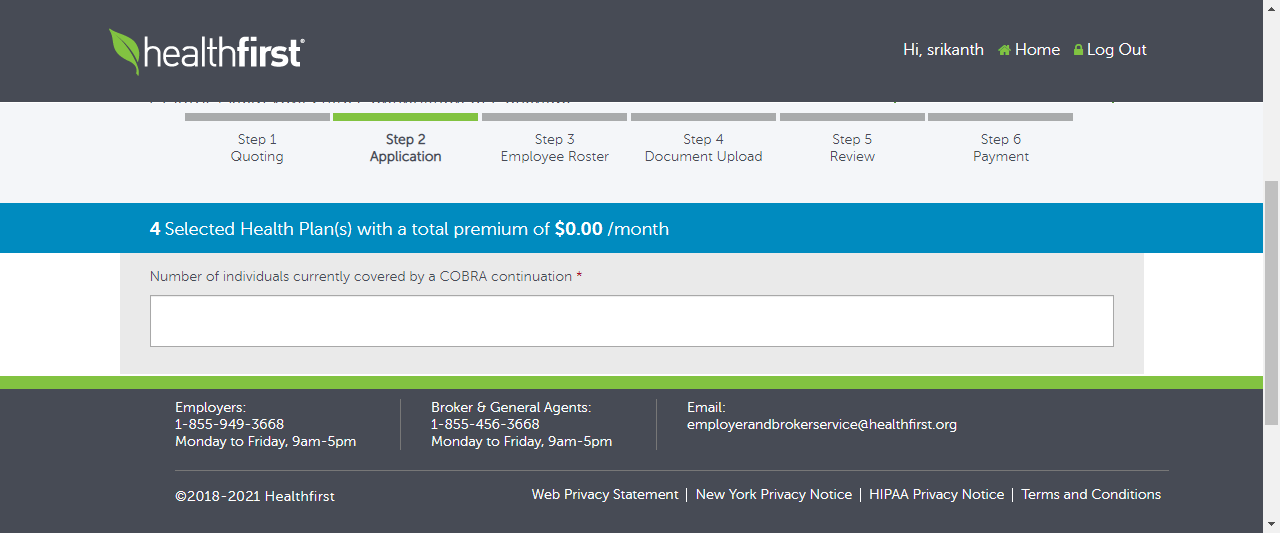 healthfirst
Hi, srikanth Home Log Out
Step 1 Step 2 Step 3 Step 4 Step 5 Step 6
Quoting Application Employee Roster Document Upload Review Payment
4 Selected Health Plan(s) with a total premium of $0.00 /month
Number of individuals currently covered by a COBRA continuation *
Employers:
1-855-949-3668
Monday to Friday, 9am-5pm
Broker & General Agents:
1-855-456-3668
Monday to Friday, 9am-5pm
Email:
employerandbrokerservice@healthfirst.org
©2018-2021 Healthfirst
Web Privacy Statement | New York Privacy Notice | HIPAA Privacy Notice | Terms and Conditions